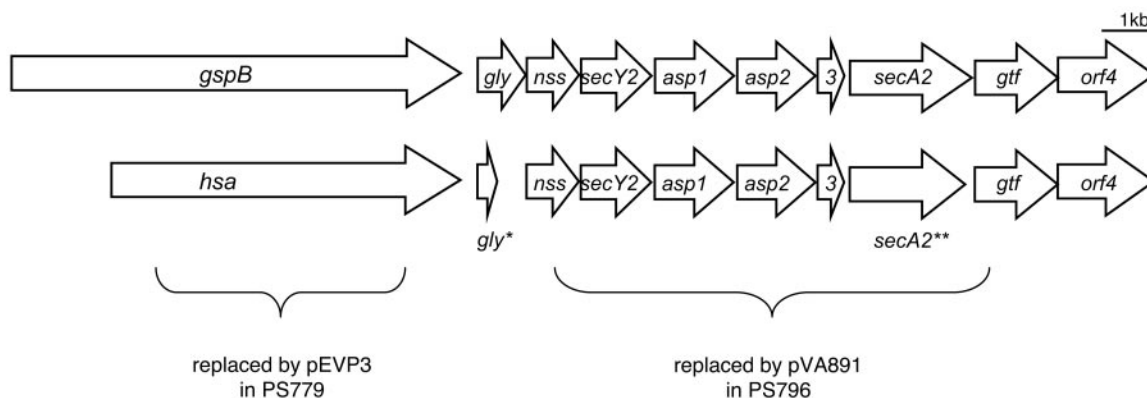 1kb
gspB gly nss secY2 asp1 asp2 3 secA2 gtf orf4
hsa nss secY2 asp1 asp2 3 gtf orf4
gly* secA2**
replaced by pEVP3 replaced by pVA891
in PS779 in PS796